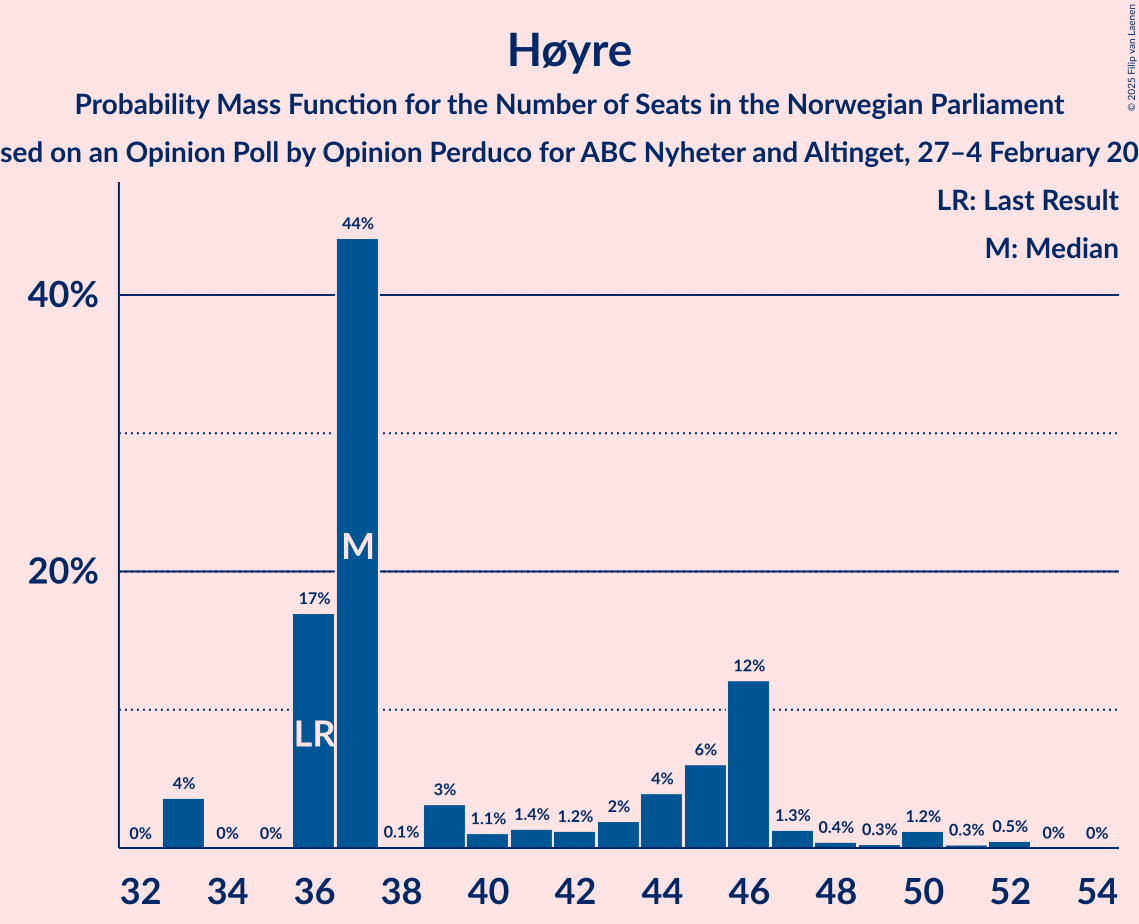 Høyre
Probability Mass Function for the Number of Seats in the Norwegian Parliament
sed on an Opinion Poll by Opinion Perduco for ABC Nyheter and Altinget, 27–4 February 20
© 2025 Filip van Laenen
LR: Last Result
M: Median
44%
40%
M
20%
17%
12%
LR
6%
4%
4%
3%
0%
0%
0%
0.1%
1.1%
1.4%
1.2%
2%
1.3%
0.4%
0.3%
1.2%
0.3%
0.5%
0%
0%
32 34 36 38 40 42 44 46 48 50 52 54